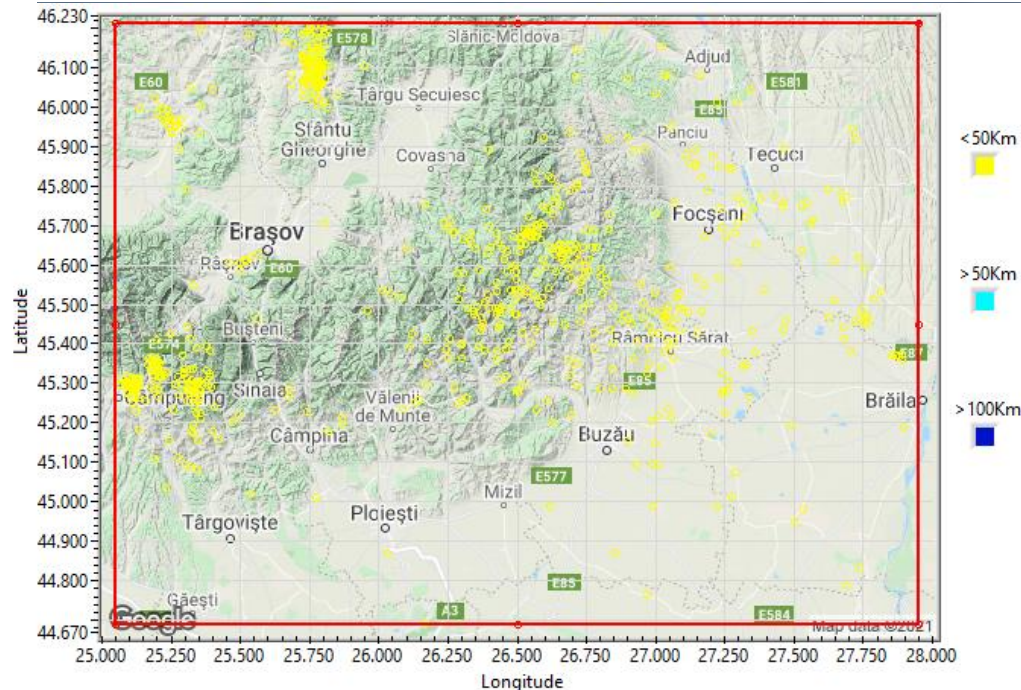 46.230
46.100
46.000
45.900
45.800
45.700
45.600
45.500
45.400
45.300
45.200
45.100
45.000
44.900
44.800
44.670
Latitude
E578
Slănic-Moldova
Adjud
E60
E581
Târgu Secuiesc
E85
Sfântu
Gheorghe
Panciu
Covasna
Tecuci
Focșani
Brașov
Râșnov
E60
Bușteni
E574
Râmnicu Sărat
E87
Sinaia
E85
Câmpulung
Vălenii
de Munte
Brăila
Câmpina
Buzău
E577
Mizil
Târgoviște
Ploiești
E85
Găești
A3
E584
Google
Map data ©2021
25.000 25.250 25.500 25.750 26.000 26.250 26.500 26.750 27.000 27.250 27.500 27.750 28.000
Longitude
<50Km
>50Km
>100Km